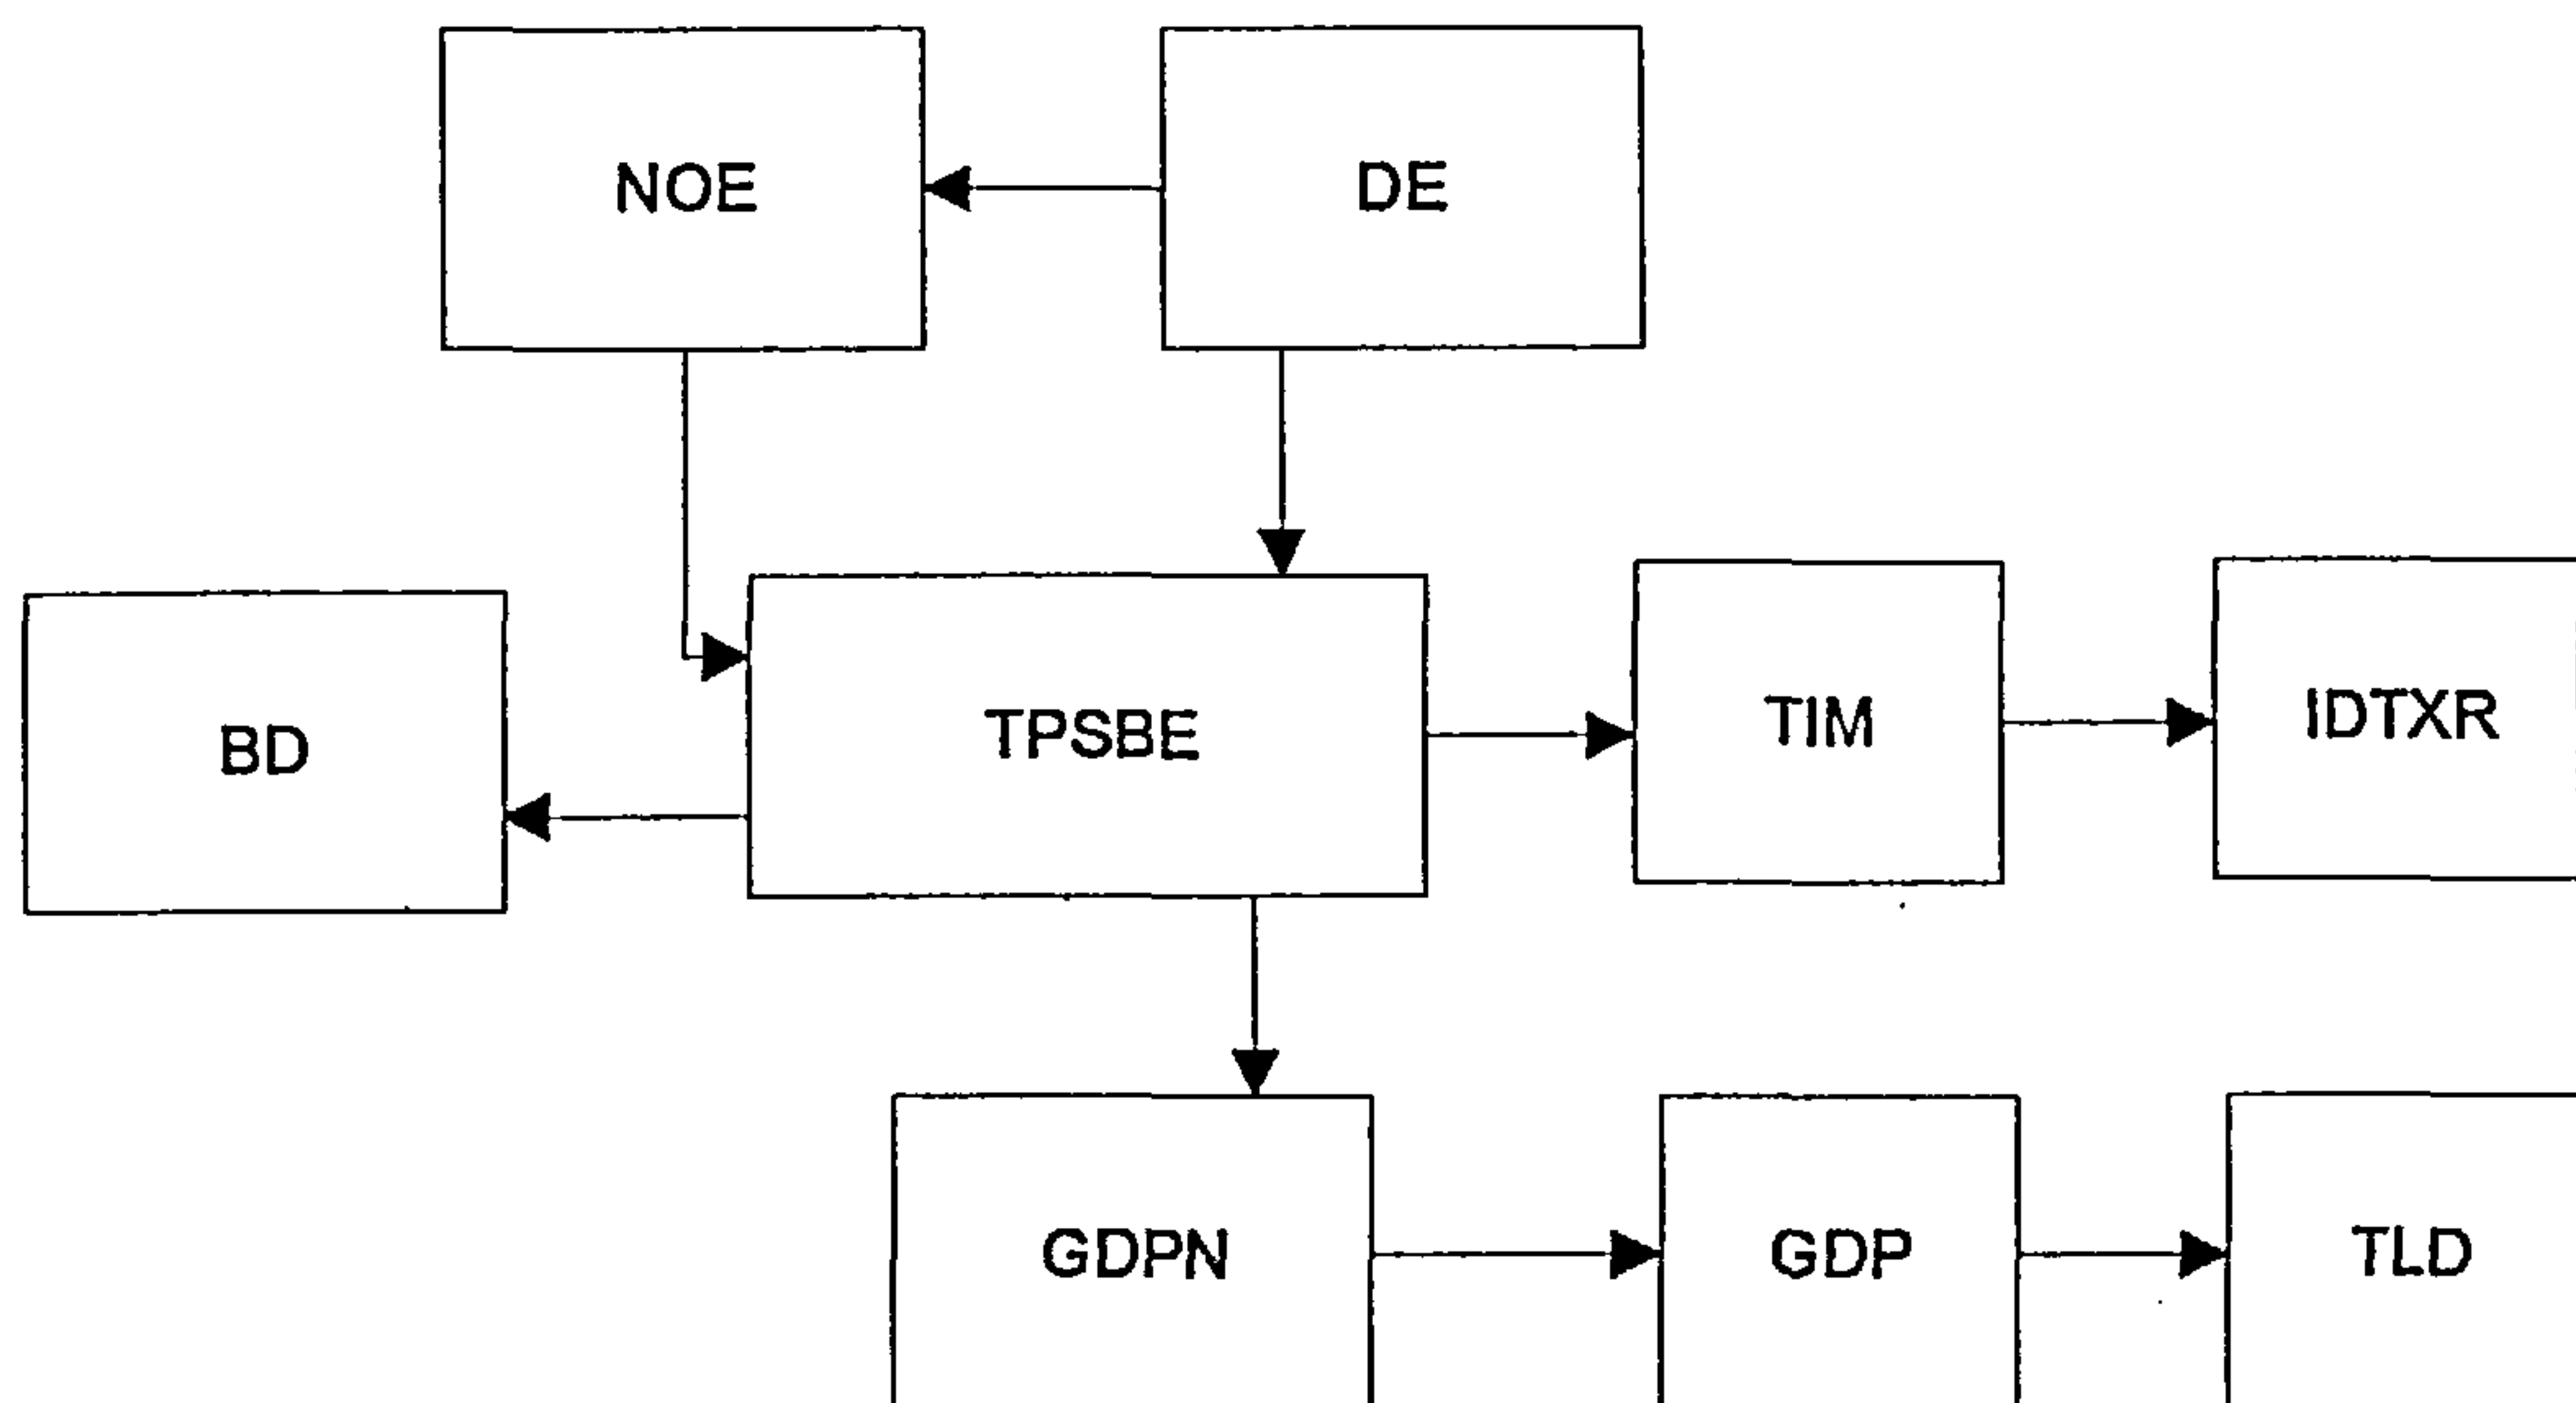 NOE
DE
BD
TPSBE
TIM
IDTXR
GDPN
GDP
TLD